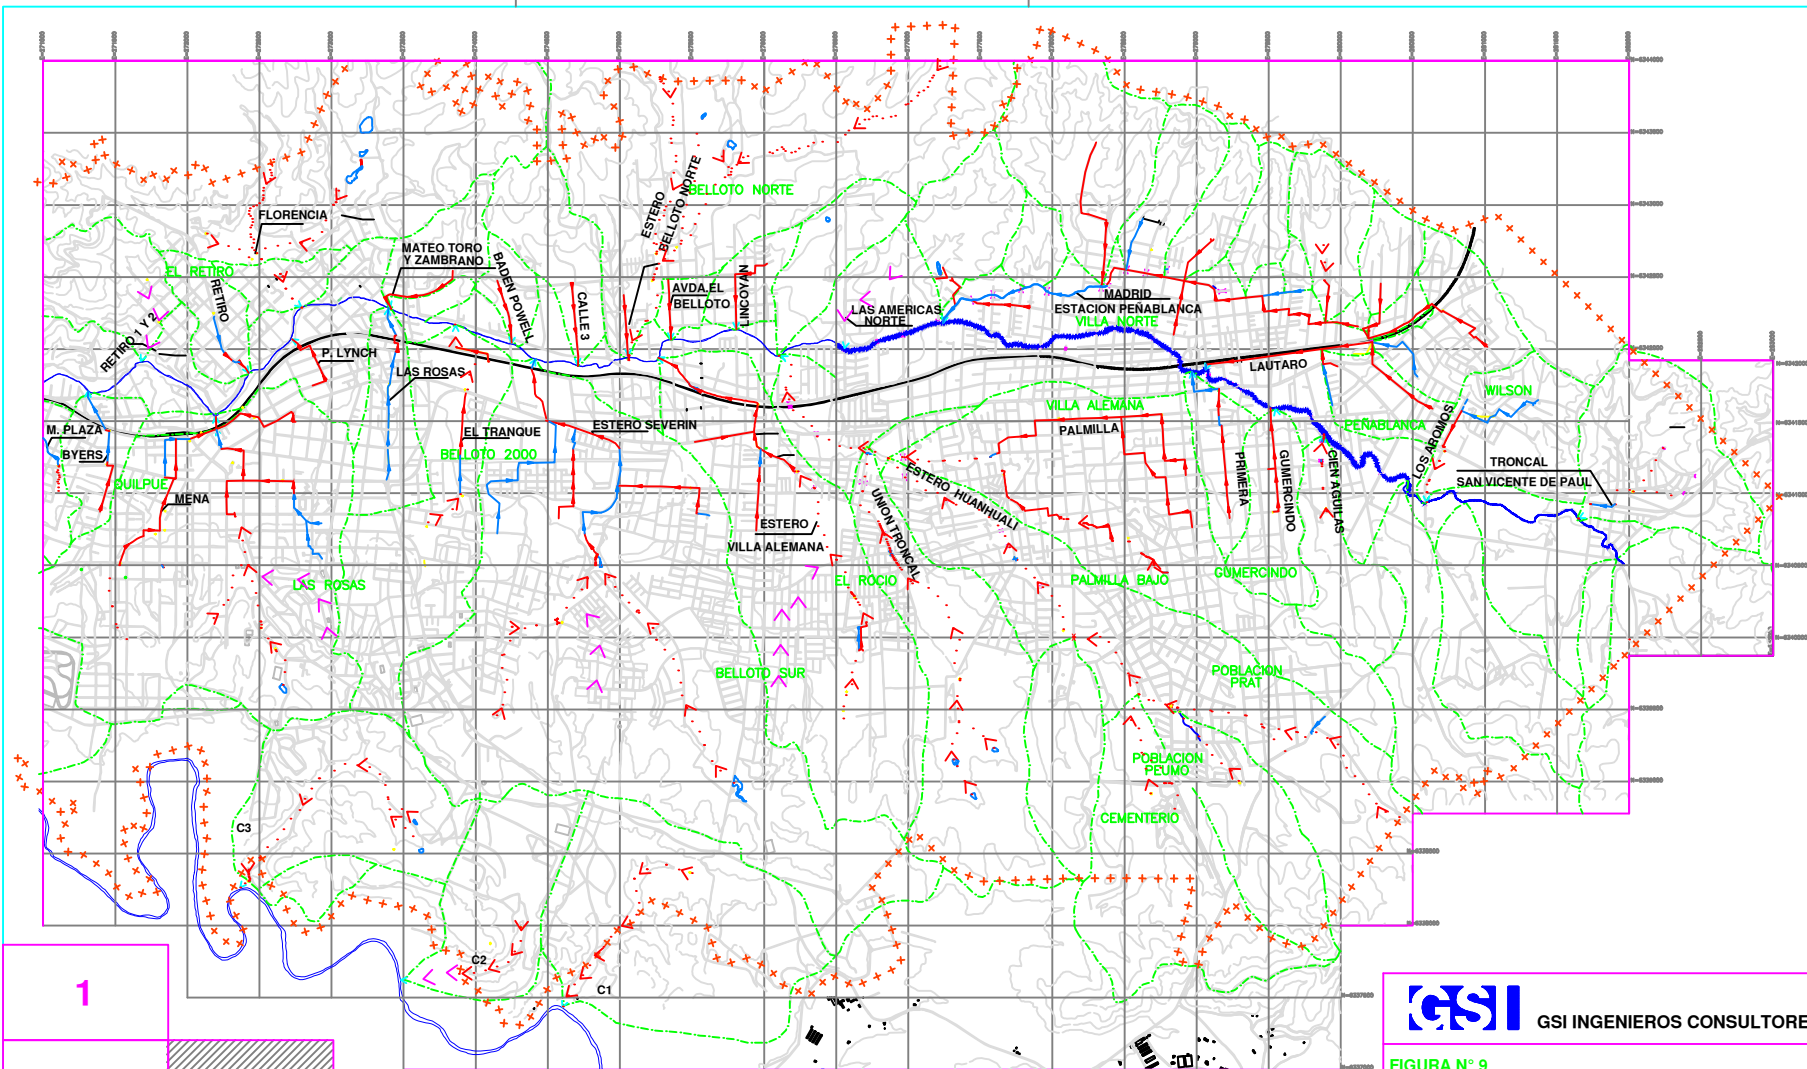 FLORENCIA
MATEO TORO
Y ZAMBRANO
EL RETIRO
RETIRO
RETIRO 1 Y 2
P. LYNCH
LAS ROSAS
BADEN POWELL
CALLE 3
ESTERO
BELLOTO NORTE
BELLOTO NORTE
AVDA.EL
BELLOTO
LINCOYAN
LAS AMERICAS
NORTE
MADRID
ESTACION PEÑABLANCA
VILLA NORTE
LAUTARO
WILSON
VILLA ALEMANA
PALMILLA
PEÑABLANCA
LOS AROMOS
TRONCAL
SAN VICENTE DE PAUL
M. PLAZA
BYERS
QUILPUE
MENA
EL TRANQUE
BELLOTO 2000
ESTERO SEVERIN
ESTERO
VILLA ALEMANA
UNION TRONCAL
ESTERO HUANHUALI
PRIMERA
GUMERCINDO
CIEN AGUILAS
LAS ROSAS
EL ROCIO
PALMILLA BAJO
GUMERCINDO
BELLOTO SUR
POBLACION
PRAT
POBLACION
PEUMO
CEMENTERIO
C3
C2
C1
1
GSI
GSI INGENIEROS CONSULTORE
FIGURA N° 9